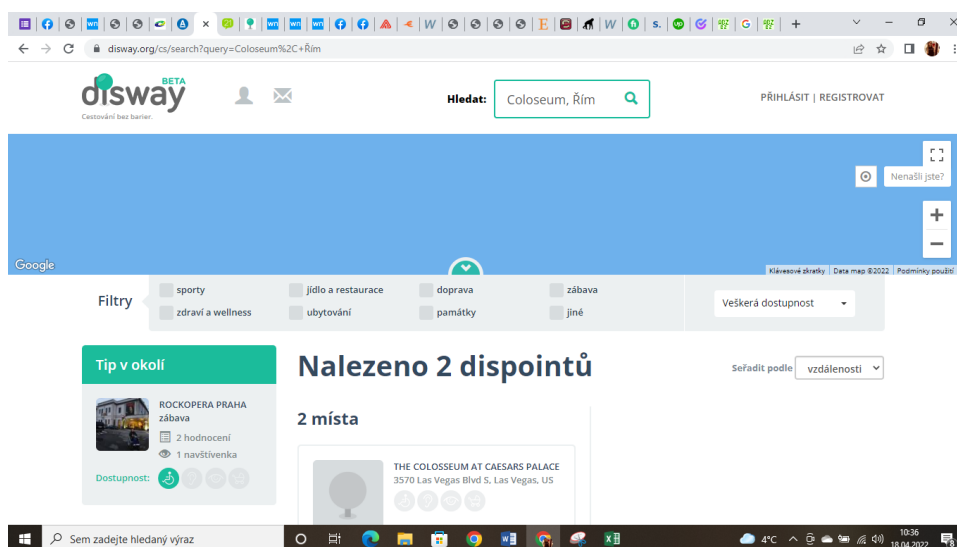 disway.org/cs/search?query=Coloseum%2C+Řím
BETA
disway
Cestování bez barier.
Hledat:
Coloseum, Řím
PŘIHLÁSIT | REGISTROVAT
Nenašli jste?
+
−
Google
Klávesové zkratky
Data map ©2022
Podmínky použití
Filtry
sporty
jídlo a restaurace
doprava
zábava
zdraví a wellness
ubytování
památky
jiné
Veškerá dostupnost
Tip v okolí
Nalezeno 2 dispointů
Seřadit podle
vzdálenosti
ROCKOPERA PRAHA
zábava
2 hodnocení
1 navštívenka
Dostupnost:
2 místa
THE COLOSSEUM AT CAESARS PALACE
3570 Las Vegas Blvd S, Las Vegas, US
Sem zadejte hledaný výraz
4°C
10:36
18.04.2022